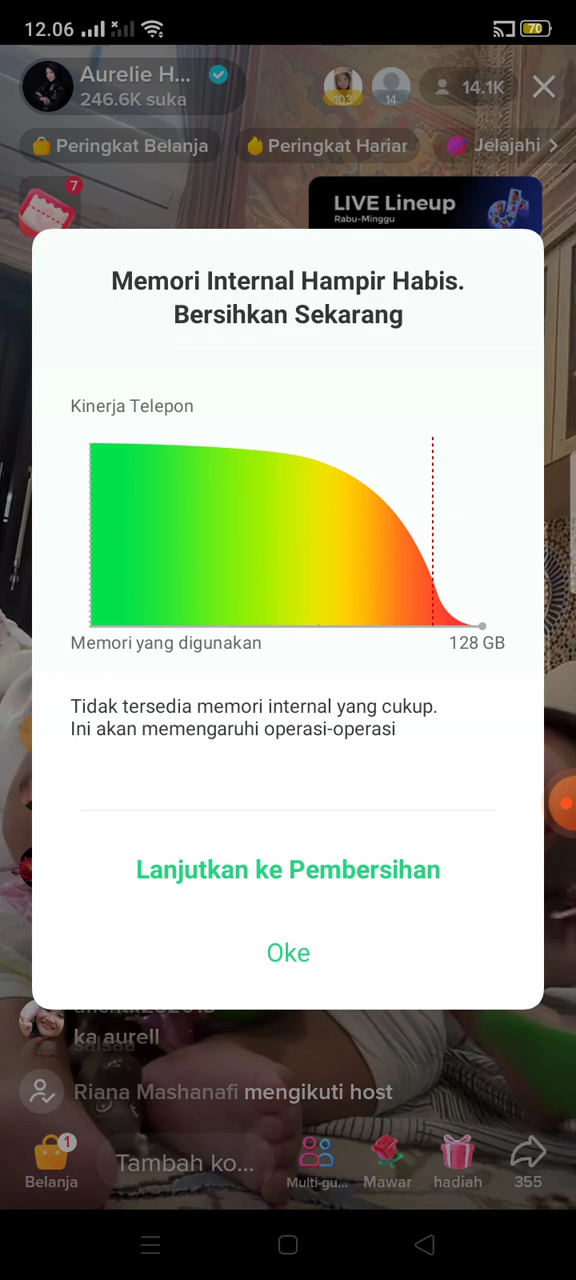 12.06
70
Aurelie H...
246.6K suka
103
14
14.1K
Peringkat Belanja
Peringkat Harian
Jelajahi
7
LIVE Lineup
Rabu-Minggu
Memori Internal Hampir Habis.
Bersihkan Sekarang
Kinerja Telepon
Memori yang digunakan
128 GB
Tidak tersedia memori internal yang cukup.
Ini akan memengaruhi operasi-operasi
Lanjutkan ke Pembersihan
Oke
ka aurell
Riana Mashanafi mengikuti host
1
Tambah ko...
Belanja
Multi-gu...
Mawar
hadiah
355